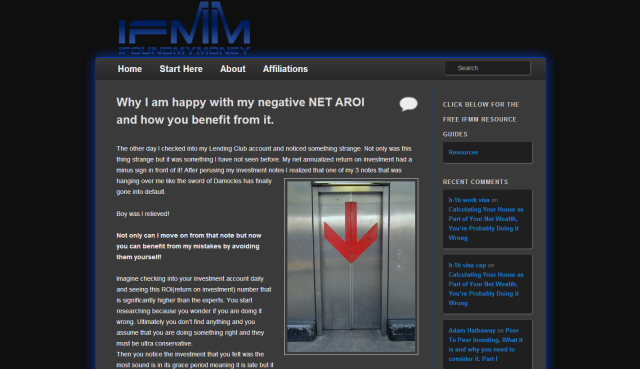 IFMM
IFOUNDMYMONEY
Home Start Here About Affiliations
Search
Why I am happy with my negative NET AROI
and how you benefit from it.
The other day I checked into my Lending Club account and noticed something strange. Not only was this
thing strange but it was something I have not seen before. My net annualized return on investment had a
minus sign in front of it! After perusing my investment notes I realized that one of my 3 notes that was
hanging over me like the sword of Damocles has finally
gone into default.
Boy was I relieved!
Not only can I move on from that note but now
you can benefit from my mistakes by avoiding
them yourself!
Imagine checking into your investment account daily
and seeing this ROI(return on investment) number that
is significantly higher than the experts. You start
researching because you wonder if you are doing it
wrong. Ultimately you don't find anything and you
assume that you are doing something right and they
must be ultra conservative.
Then you notice the investment that you felt was the
most sound is in its grace period meaning it is late but it
CLICK BELOW FOR THE
FREE IFMM RESOURCE
GUIDES
Resources
RECENT COMMENTS
h-1b work visa on
Calculating Your House as
Part of Your Net Wealth,
You're Probably Doing it
Wrong
h-1b visa cap on
Calculating Your House as
Part of Your Net Wealth,
You're Probably Doing it
Wrong
Adam Hathaway on Peer
To Peer Investing, What it
is and why you need to
consider it. Part I